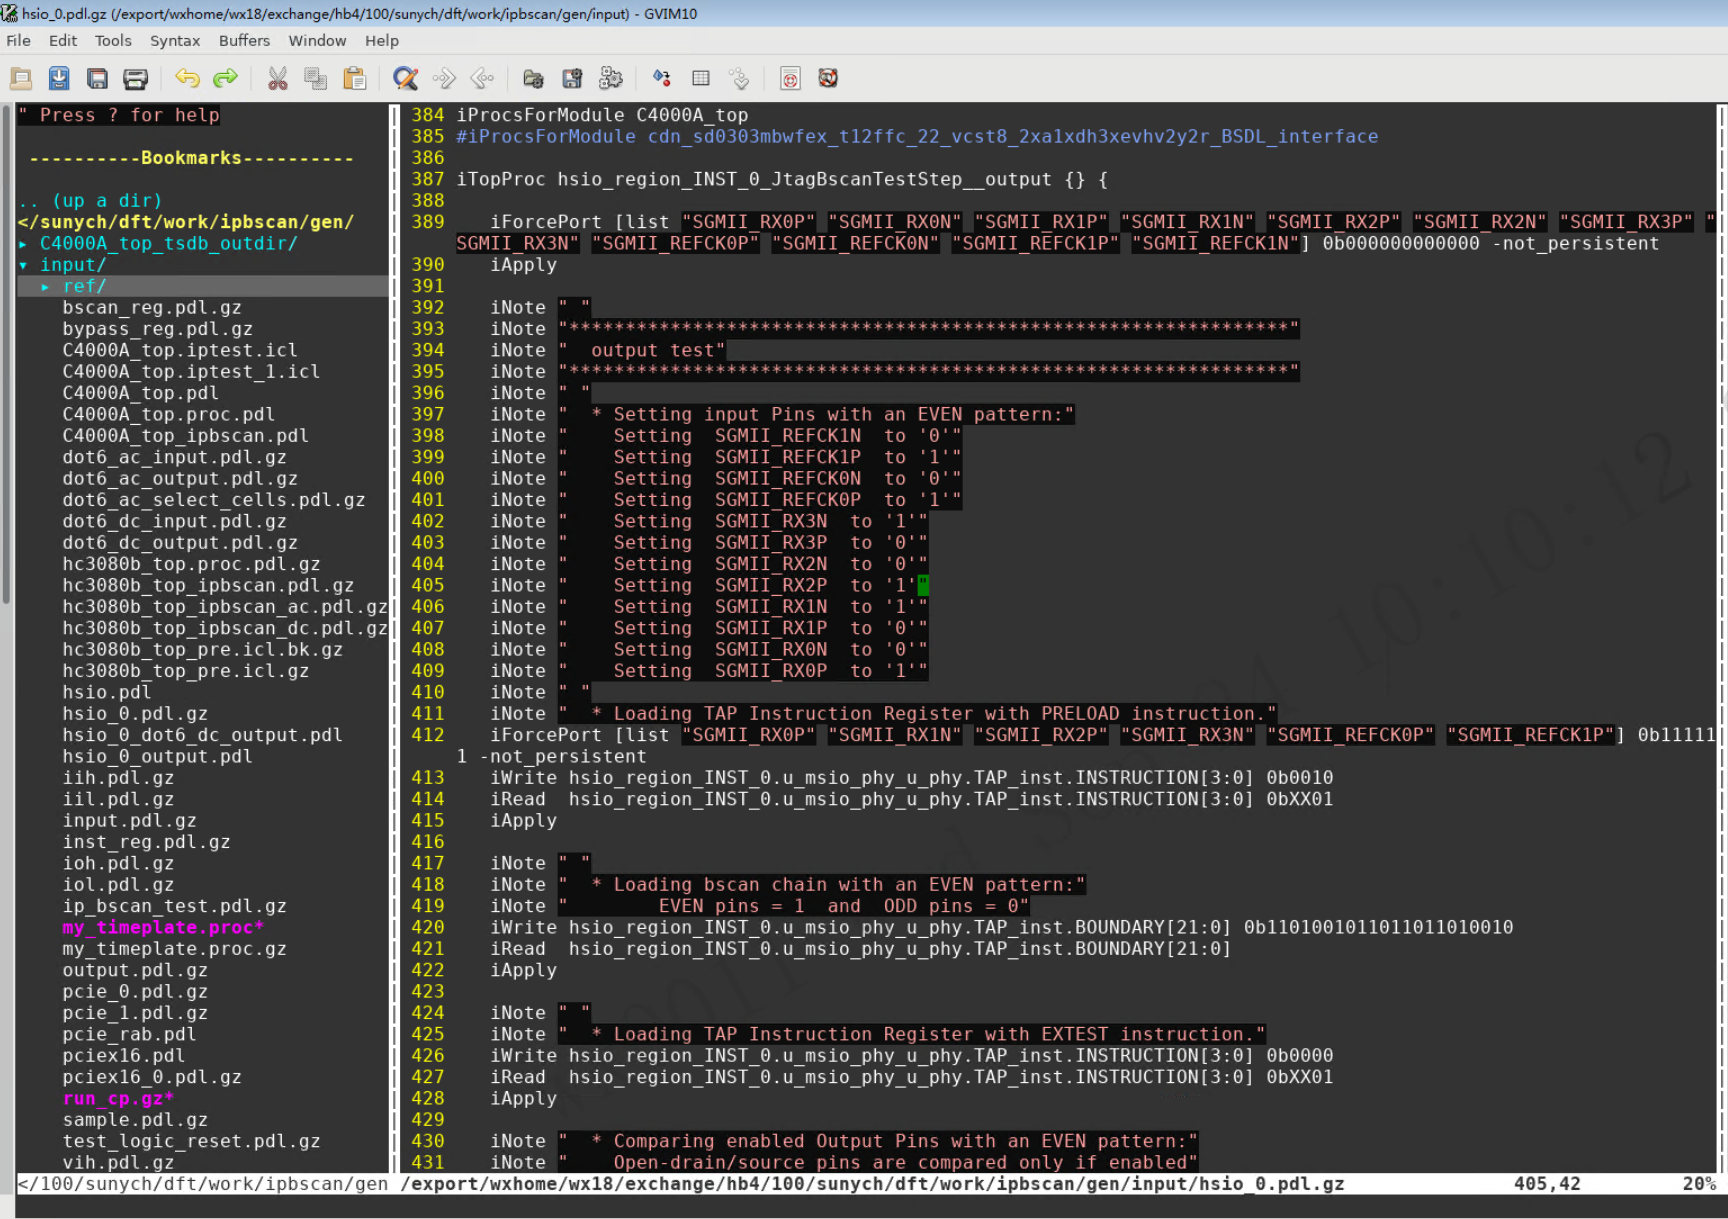 hsio_0.pdl.gz (/export/wxhome/wx18/exchange/hb4/100/sunych/dft/work/ipbscan/gen/input) - GVIM10
File Edit Tools Syntax Buffers Window Help
" Press ? for help
----------Bookmarks----------
.. (up a dir)
</sunych/dft/work/ipbscan/gen/
▸ C4000A_top_tsdb_outdir/
▾ input/
▸ ref/
bscan_reg.pdl.gz
bypass_reg.pdl.gz
C4000A_top.iptest.icl
C4000A_top.iptest_1.icl
C4000A_top.pdl
C4000A_top.proc.pdl
C4000A_top_ipbscan.pdl
dot6_ac_input.pdl.gz
dot6_ac_output.pdl.gz
dot6_ac_select_cells.pdl.gz
dot6_dc_input.pdl.gz
dot6_dc_output.pdl.gz
hc3080b_top.proc.pdl.gz
hc3080b_top_ipbscan.pdl.gz
hc3080b_top_ipbscan_ac.pdl.gz
hc3080b_top_ipbscan_dc.pdl.gz
hc3080b_top_pre.icl.bk.gz
hc3080b_top_pre.icl.gz
hsio.pdl
hsio_0.pdl.gz
hsio_0_dot6_dc_output.pdl
hsio_0_output.pdl
iih.pdl.gz
iil.pdl.gz
input.pdl.gz
inst_reg.pdl.gz
ioh.pdl.gz
iol.pdl.gz
ip_bscan_test.pdl.gz
my_timeplate.proc*
my_timeplate.proc.gz
output.pdl.gz
pcie_0.pdl.gz
pcie_1.pdl.gz
pcie_rab.pdl
pciex16.pdl
pciex16_0.pdl.gz
run_cp.gz*
sample.pdl.gz
test_logic_reset.pdl.gz
vih.pdl.gz
</100/sunych/dft/work/ipbscan/gen
384 iProcsForModule C4000A_top
385 #iProcsForModule cdn_sd0303mbwfex_t12ffc_22_vcst8_2xa1xdh3xevhv2y2r_BSDL_interface
386
387 iTopProc hsio_region_INST_0_JtagBscanTestStep__output {} {
388
389 iForcePort [list "SGMII_RX0P" "SGMII_RX0N" "SGMII_RX1P" "SGMII_RX1N" "SGMII_RX2P" "SGMII_RX2N" "SGMII_RX3P" "
SGMII_RX3N" "SGMII_REFCK0P" "SGMII_REFCK0N" "SGMII_REFCK1P" "SGMII_REFCK1N"] 0b000000000000 -not_persistent
390 iApply
391
392 iNote " "
393 iNote "****************************************************************"
394 iNote "  output test"
395 iNote "****************************************************************"
396 iNote " "
397 iNote "  * Setting input Pins with an EVEN pattern:"
398 iNote "    Setting  SGMII_REFCK1N  to '0'"
399 iNote "    Setting  SGMII_REFCK1P  to '1'"
400 iNote "    Setting  SGMII_REFCK0N  to '0'"
401 iNote "    Setting  SGMII_REFCK0P  to '1'"
402 iNote "    Setting  SGMII_RX3N  to '1'"
403 iNote "    Setting  SGMII_RX3P  to '0'"
404 iNote "    Setting  SGMII_RX2N  to '0'"
405 iNote "    Setting  SGMII_RX2P  to '1'"
406 iNote "    Setting  SGMII_RX1N  to '1'"
407 iNote "    Setting  SGMII_RX1P  to '0'"
408 iNote "    Setting  SGMII_RX0N  to '0'"
409 iNote "    Setting  SGMII_RX0P  to '1'"
410 iNote " "
411 iNote "  * Loading TAP Instruction Register with PRELOAD instruction."
412 iForcePort [list "SGMII_RX0P" "SGMII_RX1N" "SGMII_RX2P" "SGMII_RX3N" "SGMII_REFCK0P" "SGMII_REFCK1P"] 0b11111
1 -not_persistent
413 iWrite hsio_region_INST_0.u_msio_phy_u_phy.TAP_inst.INSTRUCTION[3:0] 0b0010
414 iRead  hsio_region_INST_0.u_msio_phy_u_phy.TAP_inst.INSTRUCTION[3:0] 0bXX01
415 iApply
416
417 iNote " "
418 iNote "  * Loading bscan chain with an EVEN pattern:"
419 iNote "        EVEN pins = 1  and  ODD pins = 0"
420 iWrite hsio_region_INST_0.u_msio_phy_u_phy.TAP_inst.BOUNDARY[21:0] 0b1101001011011011010010
421 iRead  hsio_region_INST_0.u_msio_phy_u_phy.TAP_inst.BOUNDARY[21:0]
422 iApply
423
424 iNote " "
425 iNote "  * Loading TAP Instruction Register with EXTEST instruction."
426 iWrite hsio_region_INST_0.u_msio_phy_u_phy.TAP_inst.INSTRUCTION[3:0] 0b0000
427 iRead  hsio_region_INST_0.u_msio_phy_u_phy.TAP_inst.INSTRUCTION[3:0] 0bXX01
428 iApply
429
430 iNote "  * Comparing enabled Output Pins with an EVEN pattern:"
431 iNote "    Open-drain/source pins are compared only if enabled"
/export/wxhome/wx18/exchange/hb4/100/sunych/dft/work/ipbscan/gen/input/hsio_0.pdl.gz 405,42 20%
10:10:12